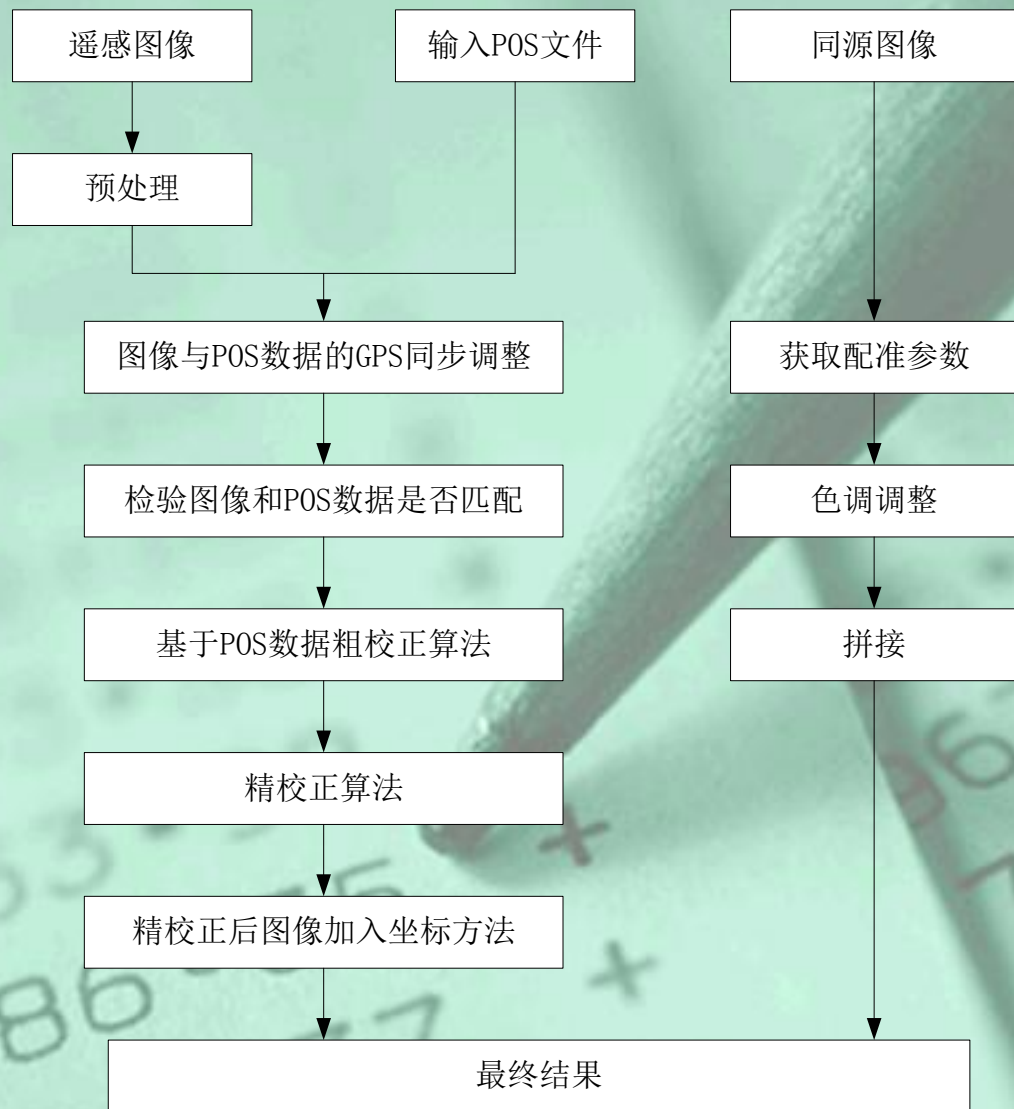 遥感图像
输入POS文件
同源图像
预处理
图像与POS数据的GPS同步调整
获取配准参数
检验图像和POS数据是否匹配
色调调整
基于POS数据粗校正算法
拼接
精校正算法
精校正后图像加入坐标方法
86
+
+
最终结果